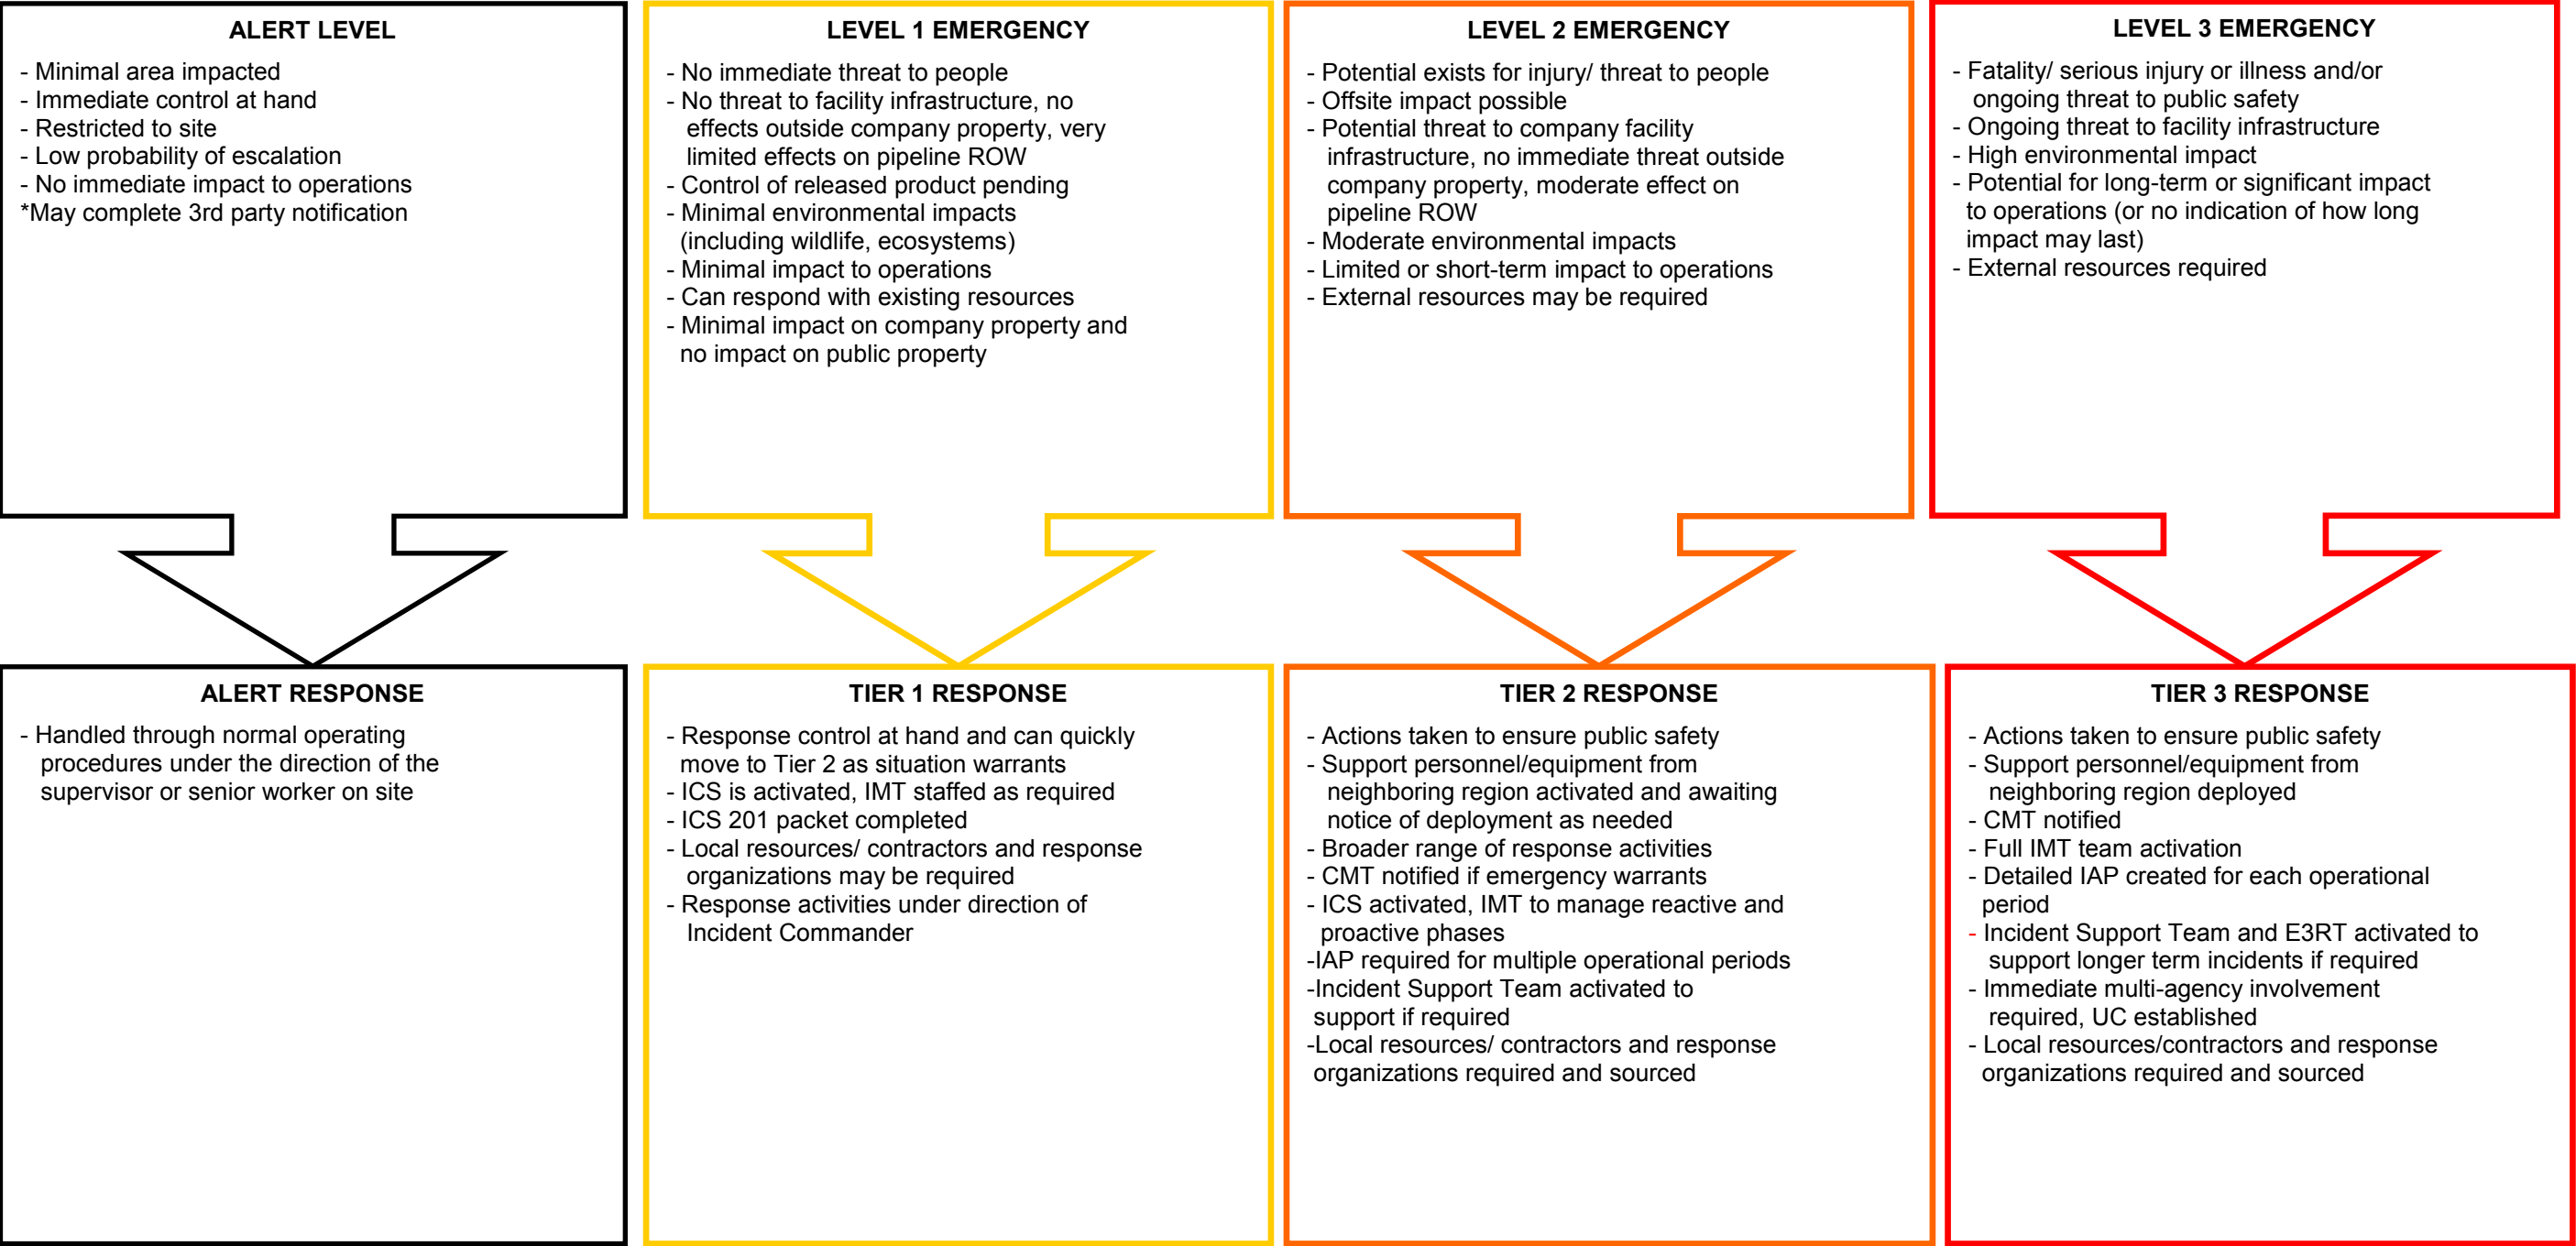 ALERT LEVEL
- Minimal area impacted
- Immediate control at hand
- Restricted to site
- Low probability of escalation
- No immediate impact to operations
*May complete 3rd party notification
LEVEL 1 EMERGENCY
- No immediate threat to people
- No threat to facility infrastructure, no
effects outside company property, very
limited effects on pipeline ROW
- Control of released product pending
- Minimal environmental impacts
(including wildlife, ecosystems)
- Minimal impact to operations
- Can respond with existing resources
- Minimal impact on company property and
no impact on public property
LEVEL 2 EMERGENCY
- Potential exists for injury/ threat to people
- Offsite impact possible
- Potential threat to company facility
infrastructure, no immediate threat outside
company property, moderate effect on
pipeline ROW
- Moderate environmental impacts
- Limited or short-term impact to operations
- External resources may be required
LEVEL 3 EMERGENCY
- Fatality/ serious injury or illness and/or
ongoing threat to public safety
- Ongoing threat to facility infrastructure
- High environmental impact
- Potential for long-term or significant impact
to operations (or no indication of how long
impact may last)
- External resources required
ALERT RESPONSE
- Handled through normal operating
procedures under the direction of the
supervisor or senior worker on site
TIER 1 RESPONSE
- Response control at hand and can quickly
move to Tier 2 as situation warrants
- ICS is activated, IMT staffed as required
- ICS 201 packet completed
- Local resources/ contractors and response
organizations may be required
- Response activities under direction of
Incident Commander
TIER 2 RESPONSE
- Actions taken to ensure public safety
- Support personnel/equipment from
neighboring region activated and awaiting
notice of deployment as needed
- Broader range of response activities
- CMT notified if emergency warrants
- ICS activated, IMT to manage reactive and
proactive phases
-IAP required for multiple operational periods
-Incident Support Team activated to
support if required
-Local resources/ contractors and response
organizations required and sourced
TIER 3 RESPONSE
- Actions taken to ensure public safety
- Support personnel/equipment from
neighboring region deployed
- CMT notified
- Full IMT team activation
- Detailed IAP created for each operational
period
- Incident Support Team and E3RT activated to
support longer term incidents if required
- Immediate multi-agency involvement
required, UC established
- Local resources/contractors and response
organizations required and sourced